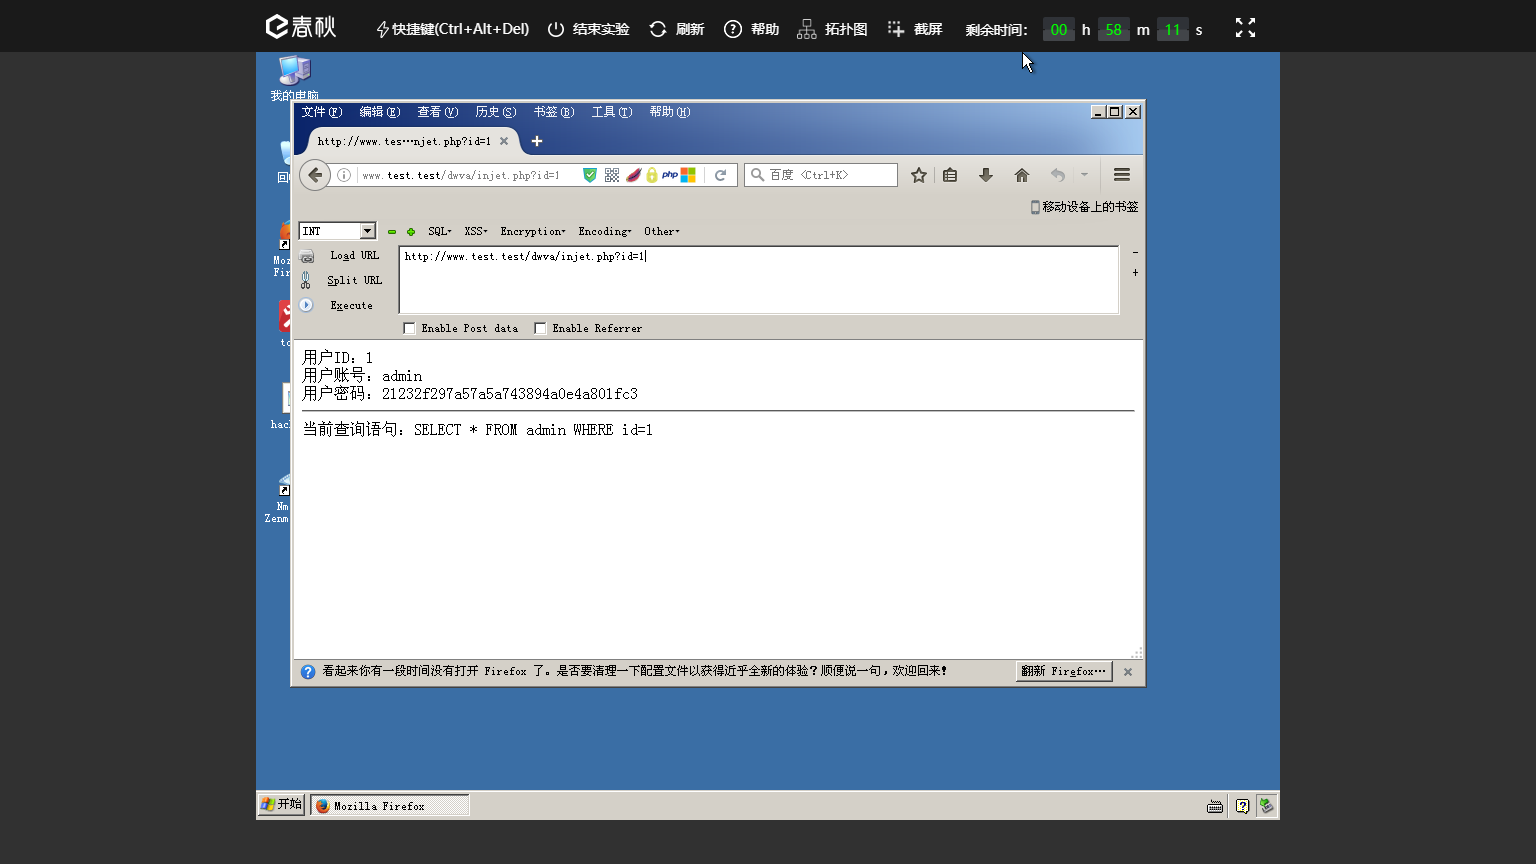 春秋 快捷键(Ctrl+Alt+Del) 结束实验 刷新 帮助 拓扑图 截屏 剩余时间： 00 h 58 m 11 s
我的电脑
文件(F) 编辑(E) 查看(V) 历史(S) 书签(B) 工具(T) 帮助(H)
http://www.tes…njet.php?id=1
www.test.test/dwva/injet.php?id=1 php 百度 <Ctrl+K>
移动设备上的书签
INT SQL XSS Encryption Encoding Other
Load URL
http://www.test.test/dwva/injet.php?id=1
Split URL
Execute
Enable Post data Enable Referrer
用户ID：1
用户账号：admin
用户密码：21232f297a57a5a743894a0e4a801fc3
当前查询语句：SELECT * FROM admin WHERE id=1
Moz
Fir
to
hac
Nm
Zenm
看起来你有一段时间没有打开 Firefox 了。是否要清理一下配置文件以获得近乎全新的体验？顺便说一句，欢迎回来！ 翻新 Firefox…
开始 Mozilla Firefox